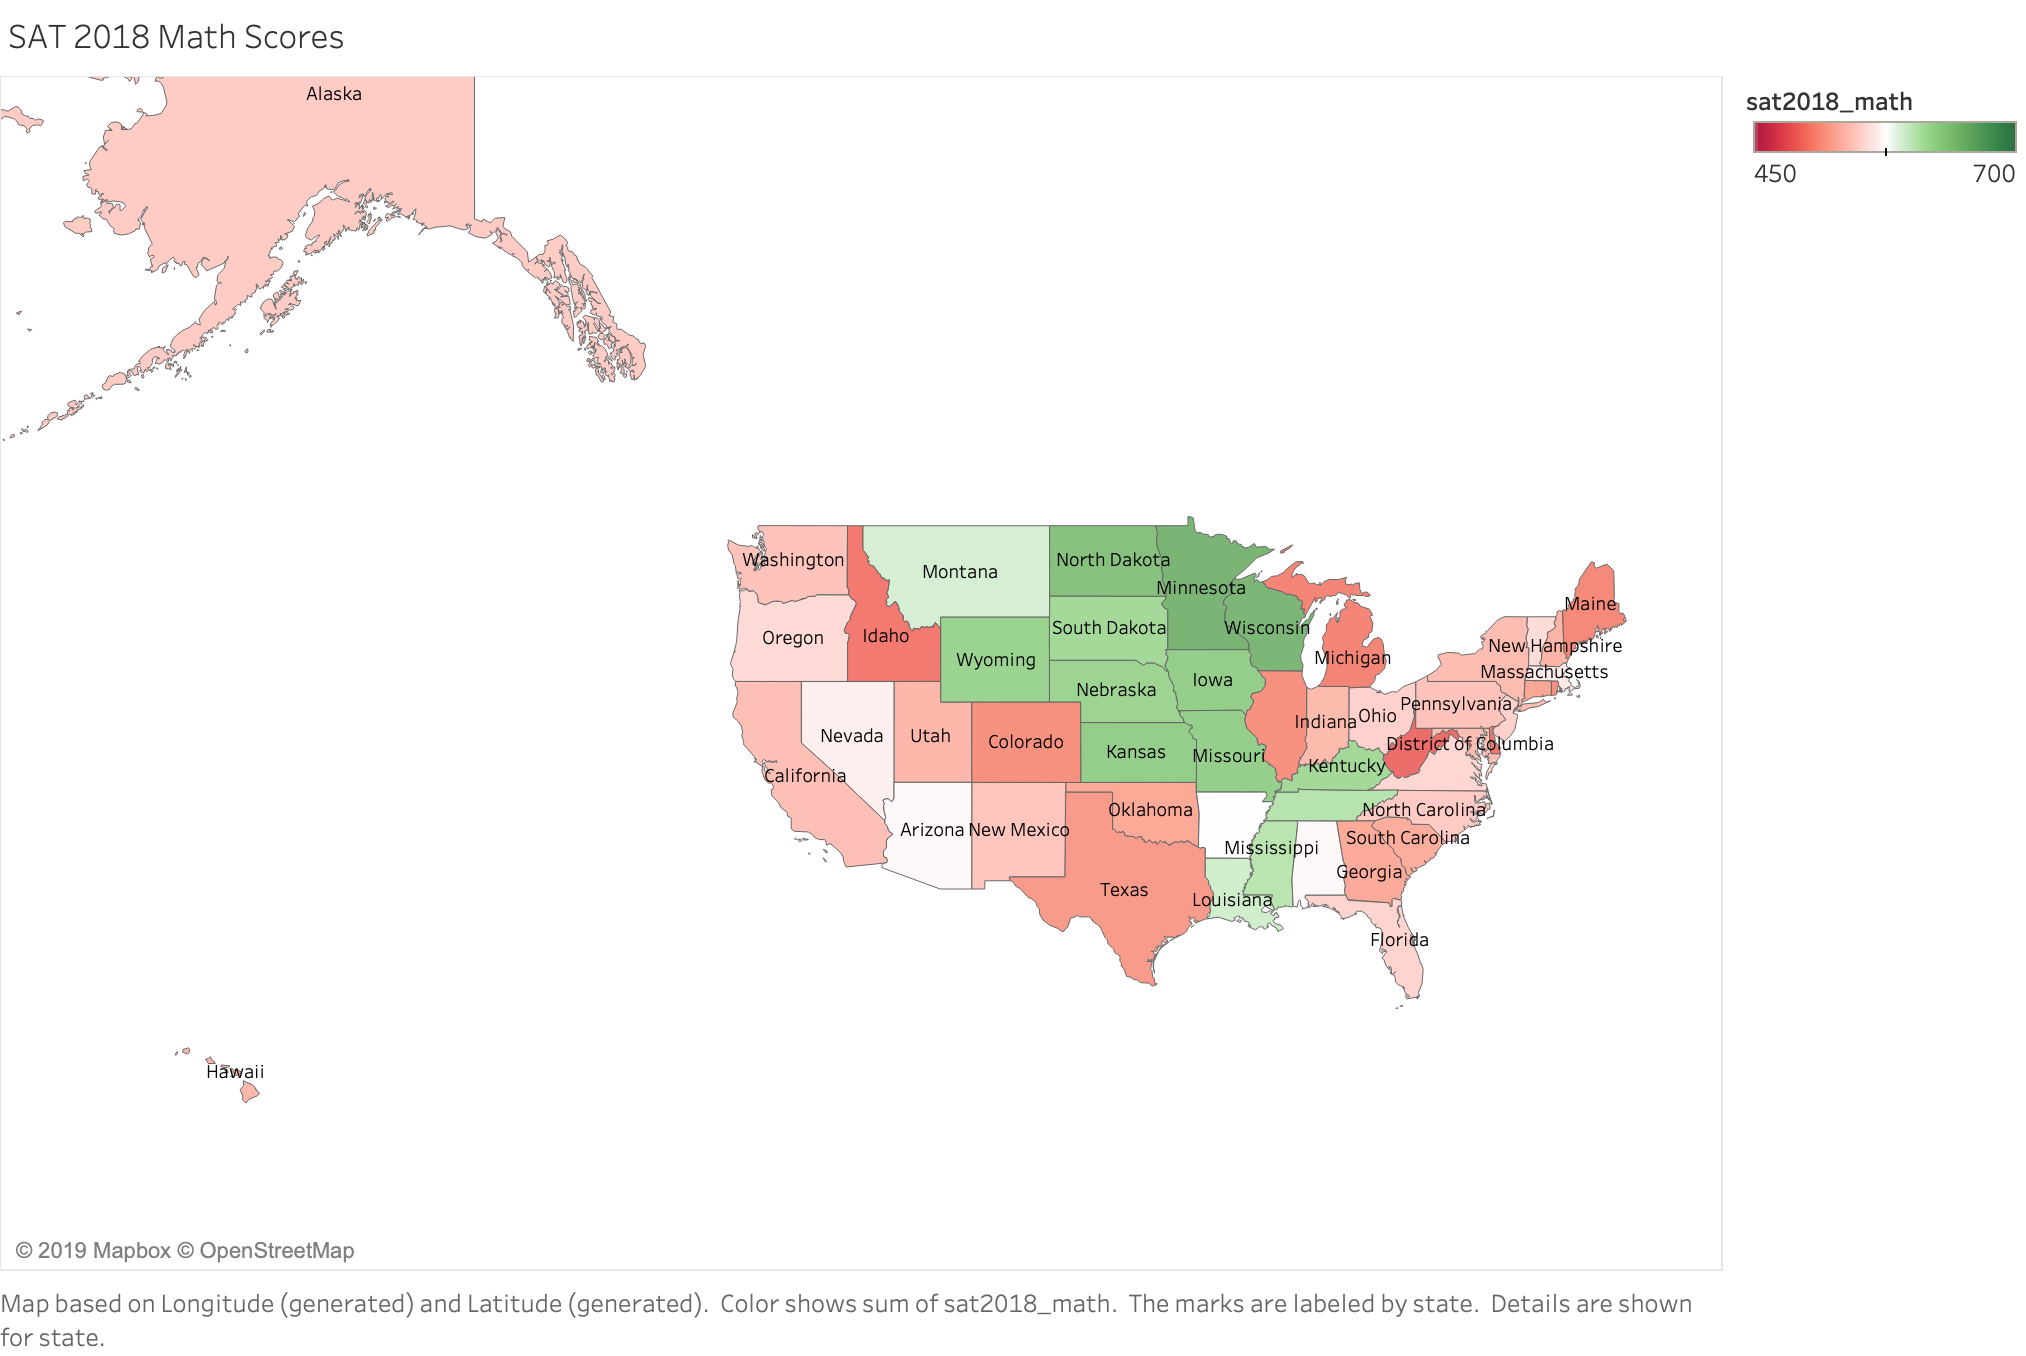 SAT 2018 Math Scores
sat2018_math
450 700
Alaska
Washington
Montana
North Dakota
Minnesota
Oregon
Idaho
South Dakota
Wisconsin
Maine
Wyoming
Michigan
New Hampshire
Massachusetts
Nebraska
Iowa
Pennsylvania
Nevada
Utah
Colorado
Kansas
Missouri
Indiana
Ohio
District of Columbia
California
Kentucky
Arizona
New Mexico
Oklahoma
North Carolina
South Carolina
Mississippi
Georgia
Texas
Louisiana
Florida
Hawaii
© 2019 Mapbox © OpenStreetMap
Map based on Longitude (generated) and Latitude (generated). Color shows sum of sat2018_math. The marks are labeled by state. Details are shown
for state.